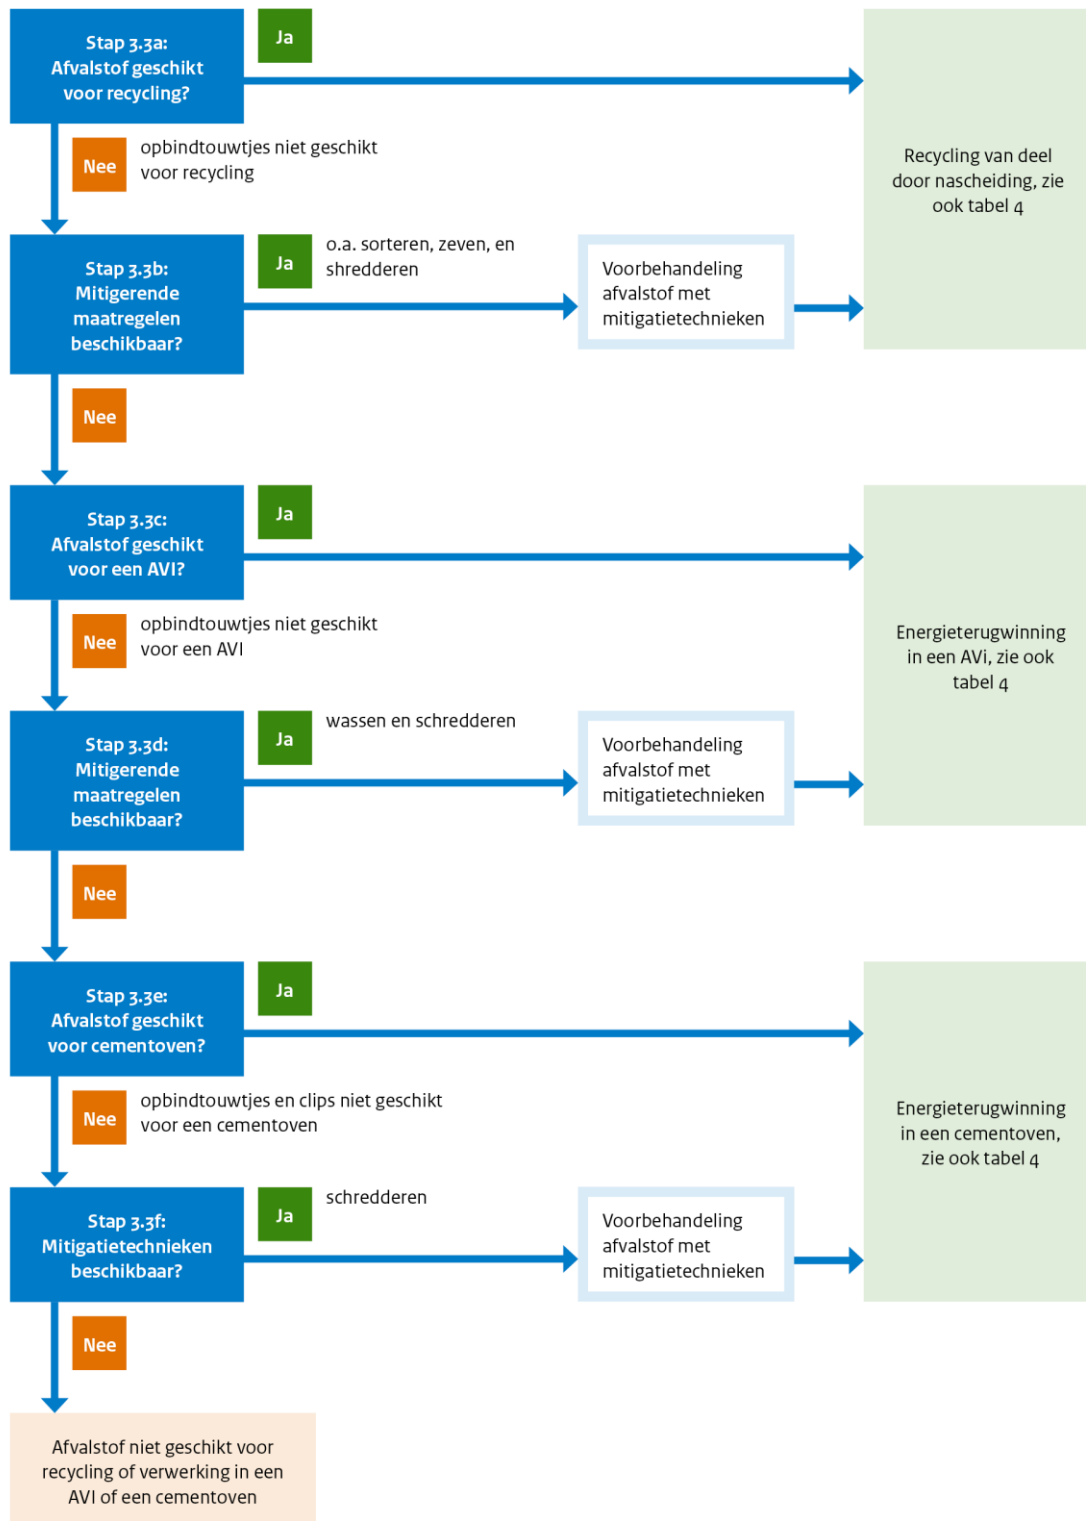 Stap 3.3a:
Afvalstof geschikt
voor recycling?
Ja
Nee
opbindtouwtjes niet geschikt
voor recycling
Recycling van deel
door nascheiding, zie
ook tabel 4
Stap 3.3b:
Mitigerende
maatregelen
beschikbaar?
Ja
o.a. sorteren, zeven, en
shredderen
Voorbehandeling
afvalstof met
mitigatietechnieken
Nee
Stap 3.3c:
Afvalstof geschikt
voor een AVI?
Ja
Nee
opbindtouwtjes niet geschikt
voor een AVI
Energieterugwinning
in een AVi, zie ook
tabel 4
Stap 3.3d:
Mitigerende
maatregelen
beschikbaar?
Ja
wassen en schredderen
Voorbehandeling
afvalstof met
mitigatietechnieken
Nee
Stap 3.3e:
Afvalstof geschikt
voor cementoven?
Ja
Nee
opbindtouwtjes en clips niet geschikt
voor een cementoven
Energieterugwinning
in een cementoven,
zie ook tabel 4
Stap 3.3f:
Mitigatietechnieken
beschikbaar?
Ja
schredderen
Voorbehandeling
afvalstof met
mitigatietechnieken
Nee
Afvalstof niet geschikt voor
recycling of verwerking in een
AVI of een cementoven